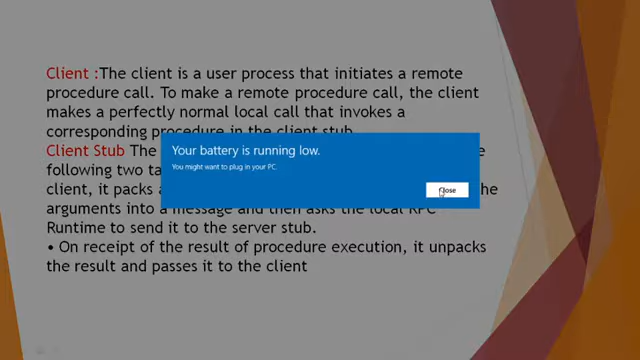 Client :The client is a user process that initiates a remote
procedure call. To make a remote procedure call, the client
makes a perfectly normal local call that invokes a
corresponding procedure in the client stub.
Client Stub The
following two ta
client, it packs a the
arguments into a message and then asks the local RPC
Runtime to send it to the server stub.
• On receipt of the result of procedure execution, it unpacks
the result and passes it to the client
Your battery is running low.
You might want to plug in your PC.
Close